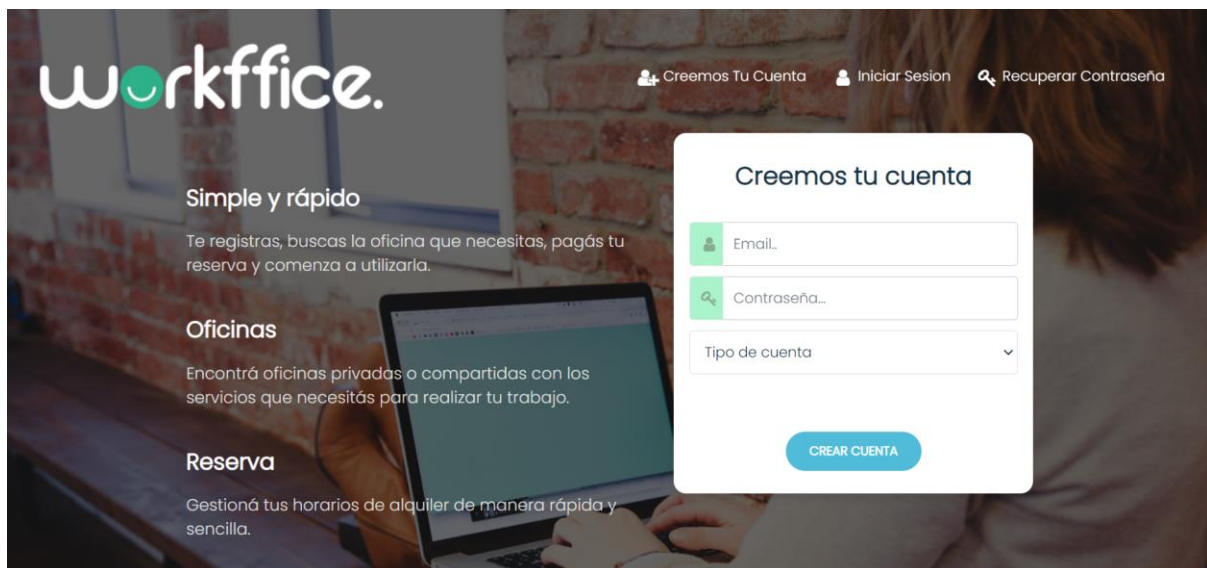 workffice.
Creemos Tu Cuenta
Iniciar Sesion
Recuperar Contraseña
Simple y rápido
Te registras, buscas la oficina que necesitas, pagás tu
reserva y comenza a utilizarla.
Oficinas
Encontrá oficinas privadas o compartidas con los
servicios que necesitás para realizar tu trabajo.
Reserva
Gestioná tus horarios de alquiler de manera rápida y
sencilla.
Creemos tu cuenta
Email..
Contraseña...
Tipo de cuenta
CREAR CUENTA